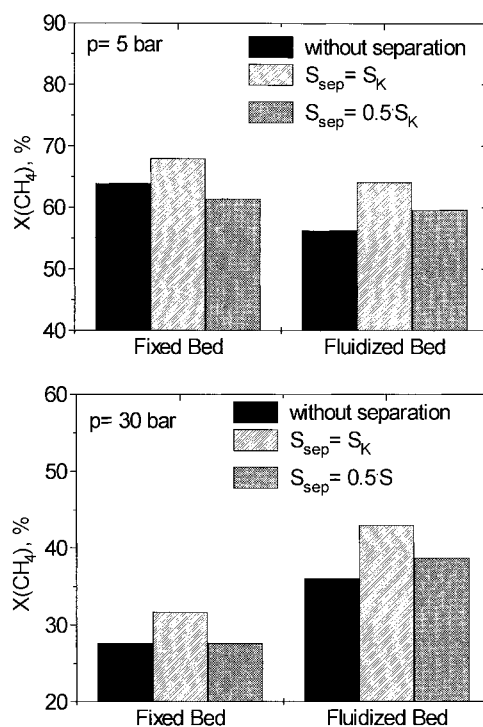 90
p= 5 bar
without separation
S_sep= S_K
S_sep= 0.5·S_K
80
70
60
50
40
X(CH₄), %
Fixed Bed
Fluidized Bed
60
p= 30 bar
without separation
S_sep= S_K
S_sep= 0.5·S
50
40
30
20
X(CH₄), %
Fixed Bed
Fluidized Bed